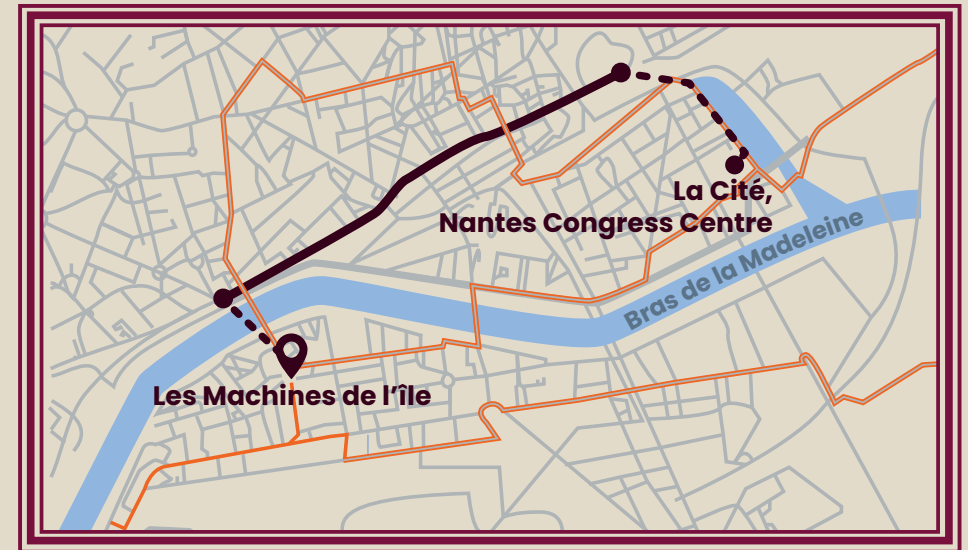 La Cité,
Nantes Congress Centre
Bras de la Madeleine
Les Machines de l’île